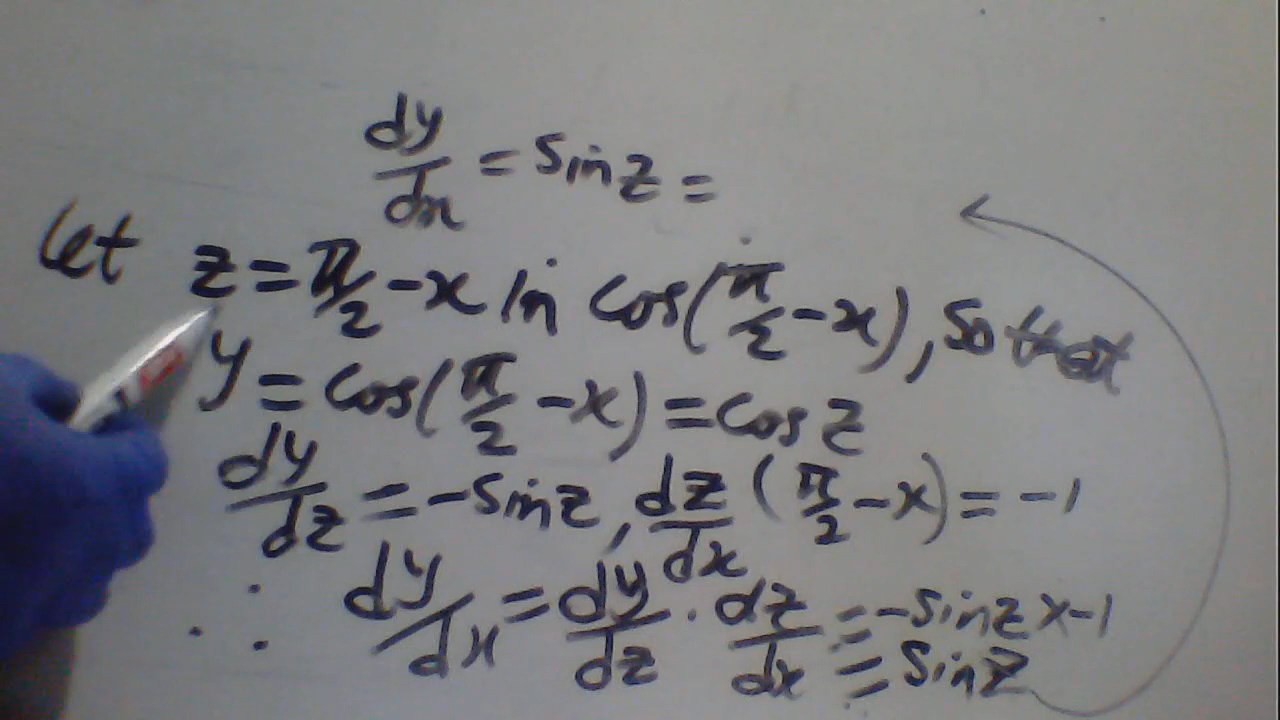 dy/dx = Sin z =
let z = π/2 - x in Cos(π/2 - x), So that
y = Cos(π/2 - x) = Cos z
dy/dz = -Sin z, dz/dx (π/2 - x) = -1
∴ dy/dx = dy/dz · dz/dx = -Sin z x -1
= Sin z